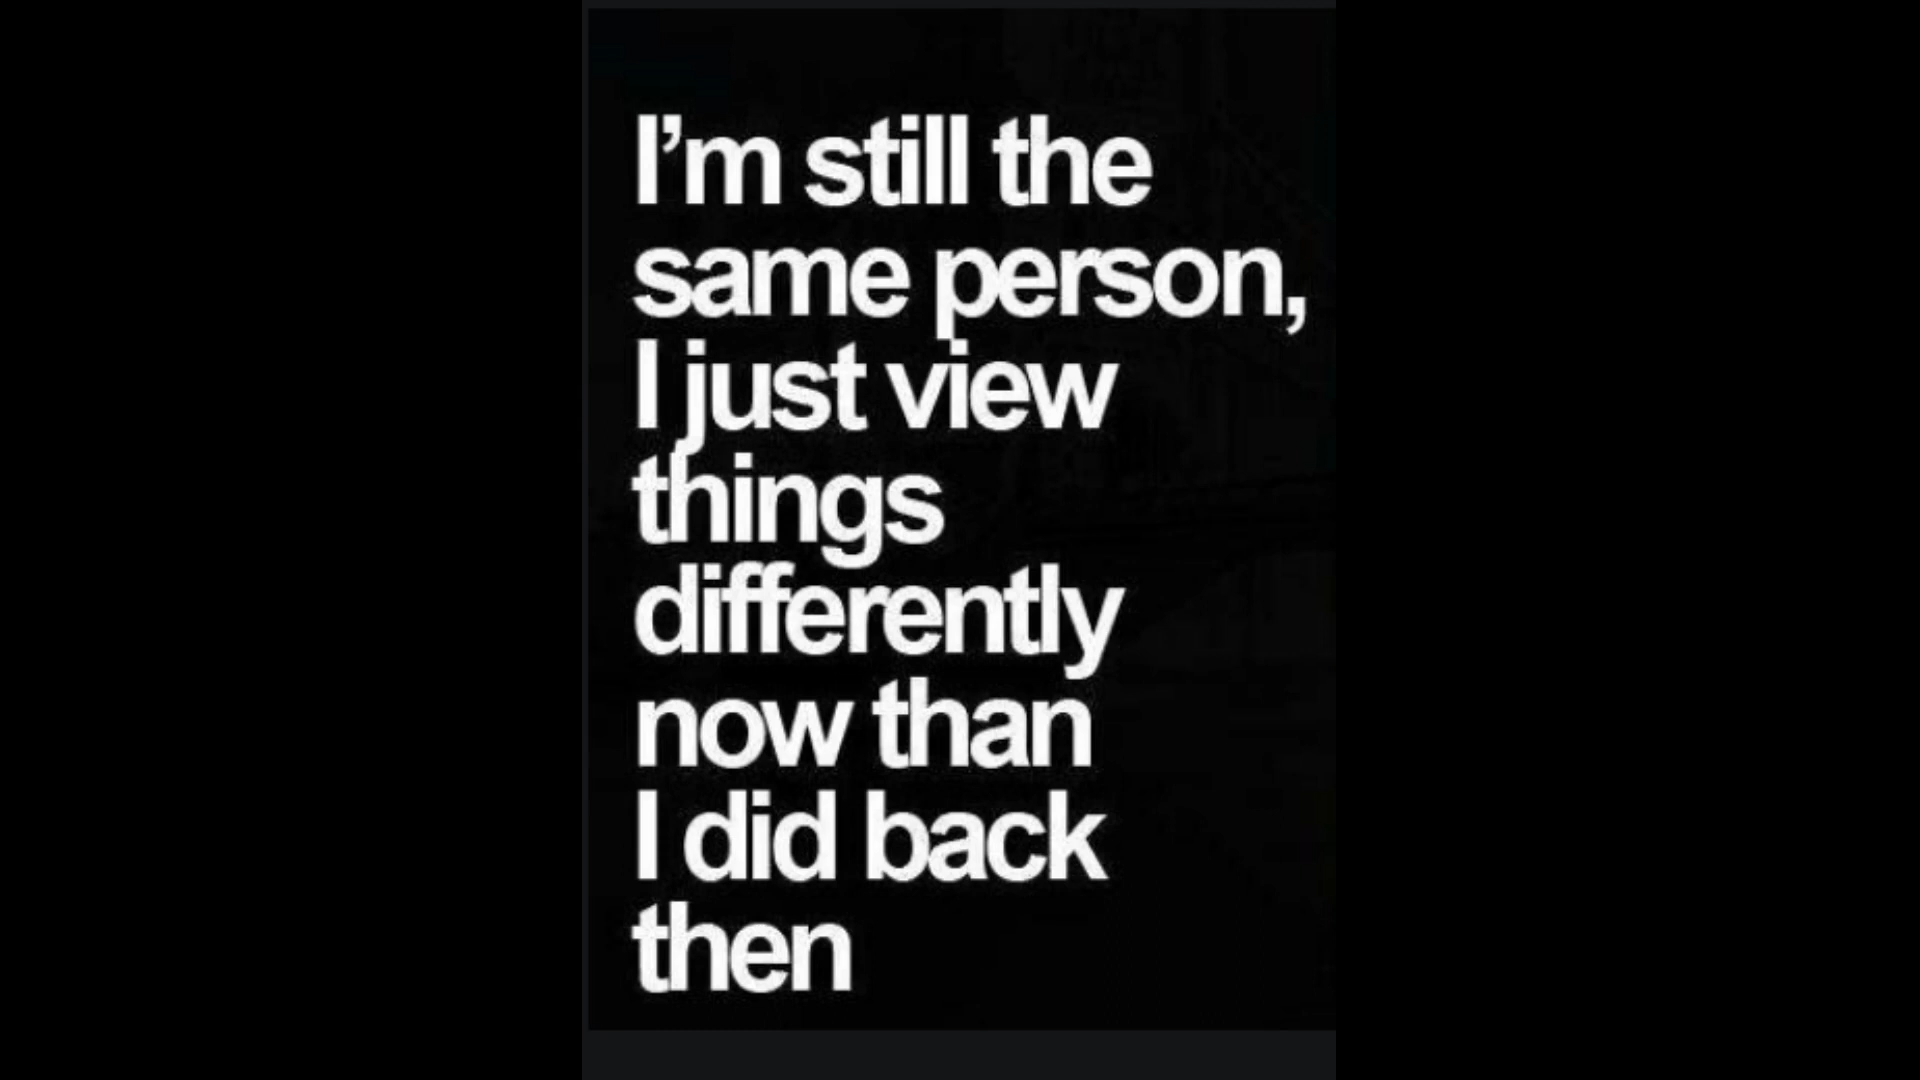 I’m still the
same person,
I just view
things
differently
now than
I did back
then